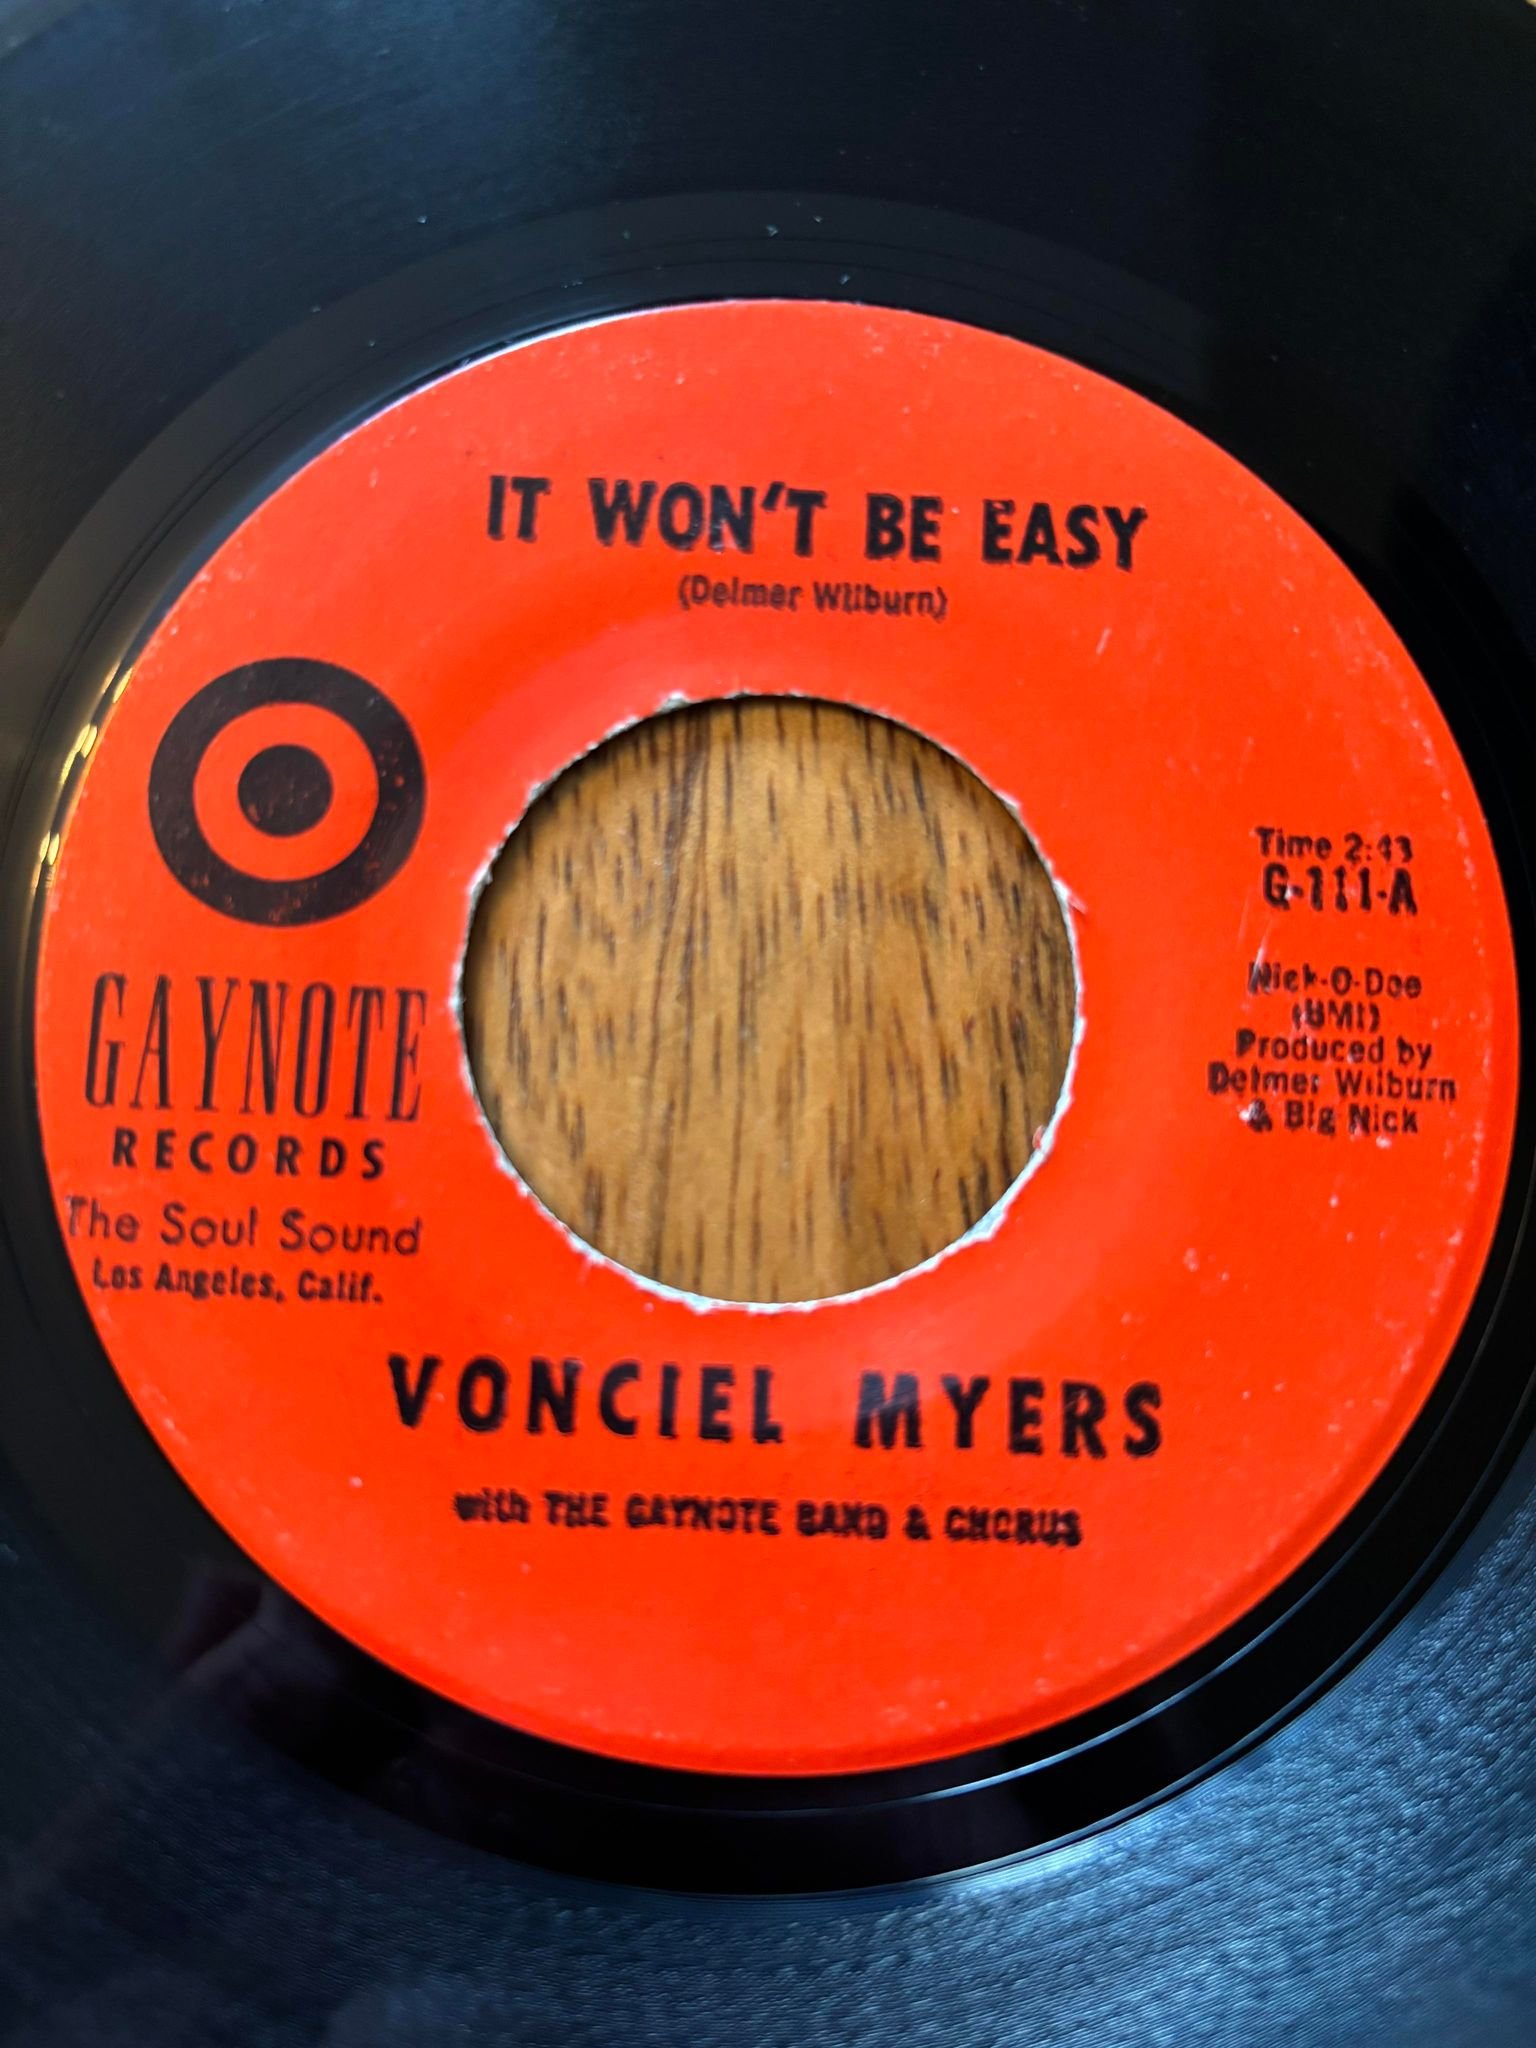 IT WON'T BE EASY
(Delmer Wilburn)
GAYNOTE
RECORDS
The Soul Sound
Los Angeles, Calif.
Time 2:43
G-111-A
Nick-O-Doe
(BMI)
Produced by
Delmer Wilburn
& Big Nick
VONCIEL MYERS
with THE GAYNOTE BAND & CHORUS